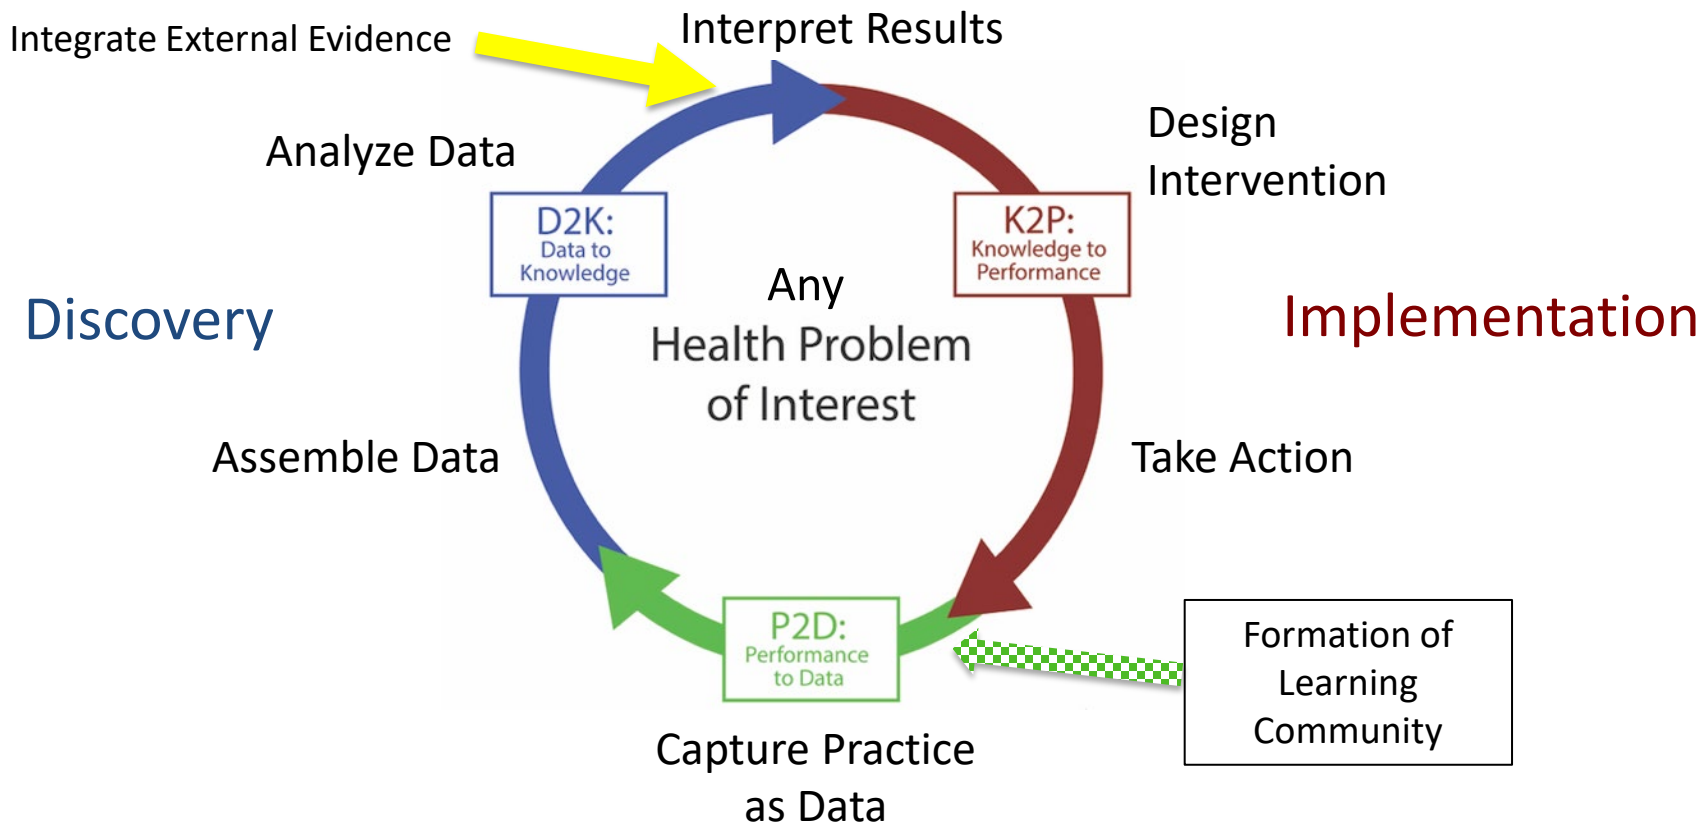 Integrate External Evidence
Interpret Results
Analyze Data
Design
Intervention
D2K:
Data to
Knowledge
K2P:
Knowledge to
Performance
Any
Health Problem
of Interest
Discovery
Implementation
Assemble Data
Take Action
P2D:
Performance
to Data
Formation of
Learning
Community
Capture Practice
as Data